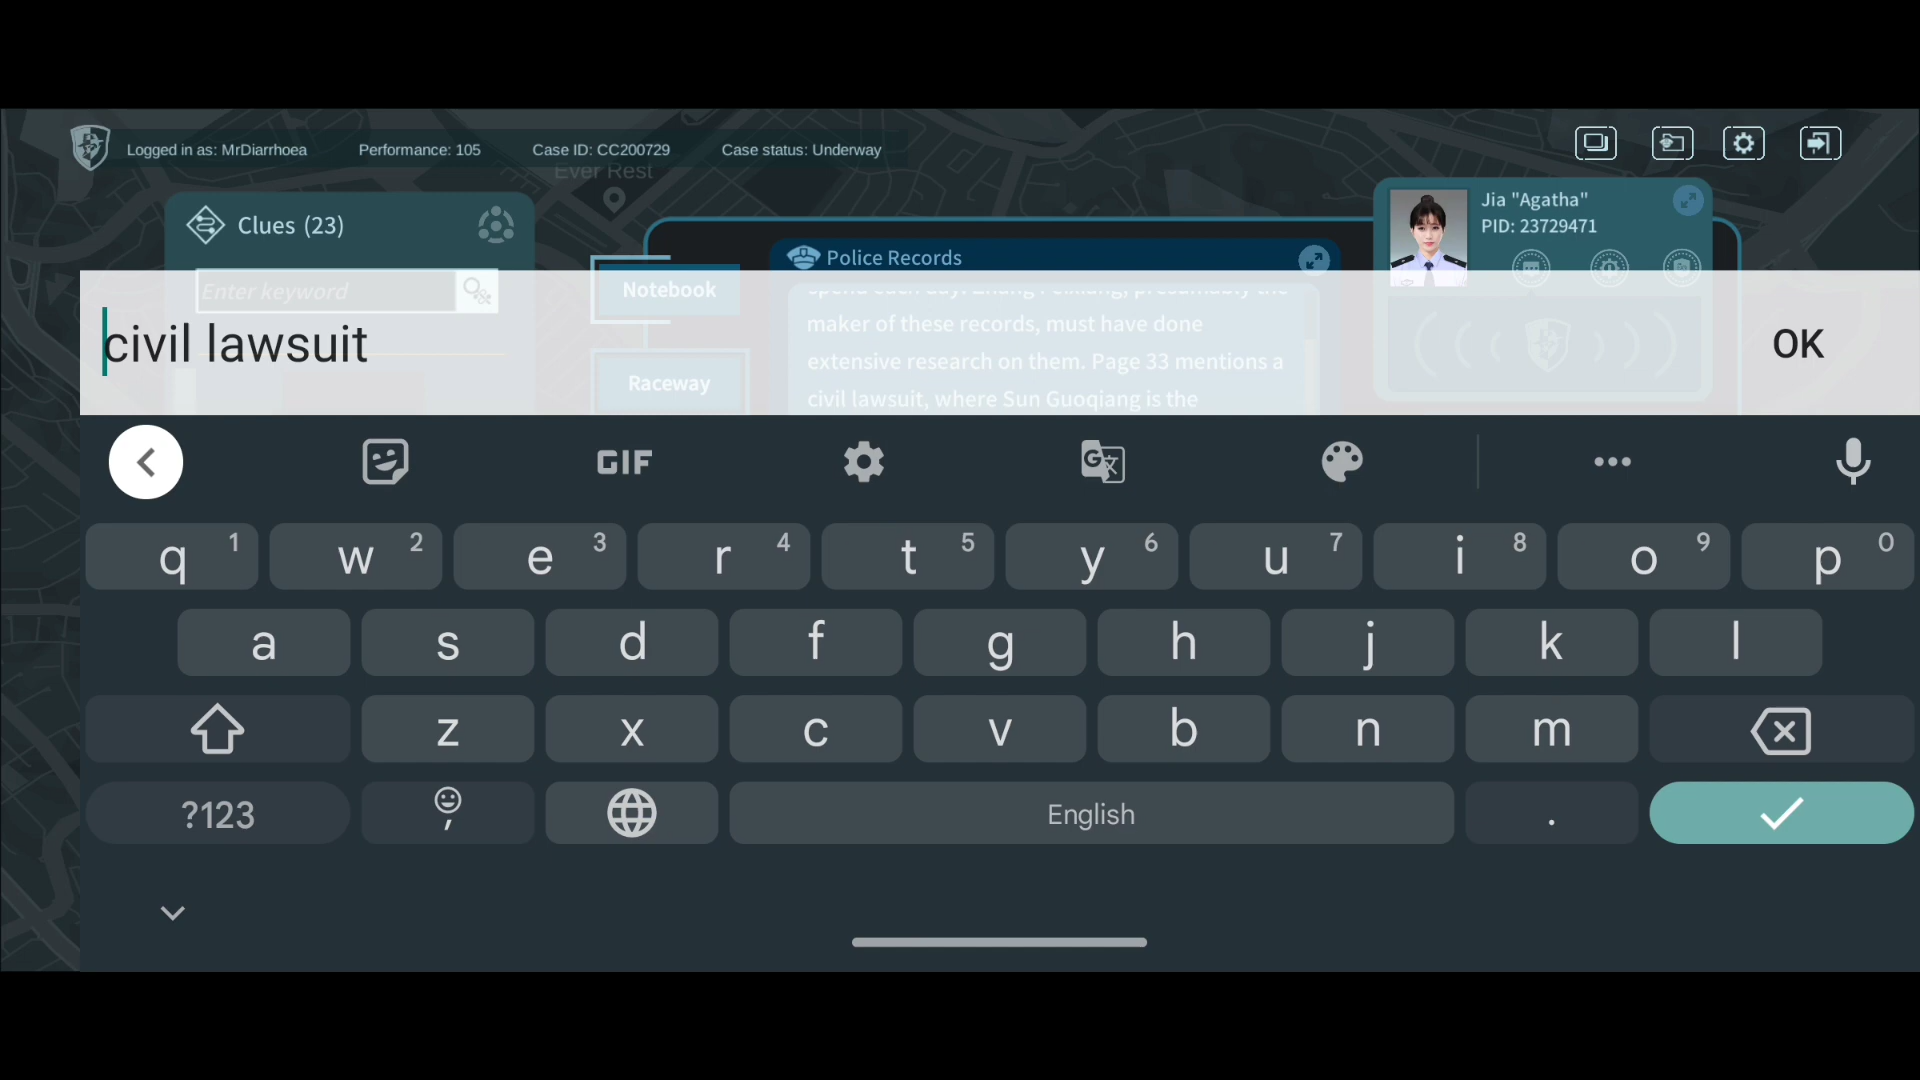 Logged in as: MrDiarrhoea
Performance: 105
Case ID: CC200729
Case status: Underway
Ever Rest
Clues (23)
Enter keyword
Notebook
Raceway
Police Records
maker of these records, must have done
extensive research on them. Page 33 mentions a
civil lawsuit, where Sun Guoqiang is the
Jia "Agatha"
PID: 23729471
civil lawsuit
OK
GIF
q 1 w 2 e 3 r 4 t 5 y 6 u 7 i 8 o 9 p 0
a s d f g h j k l
z x c v b n m
?123 , English .